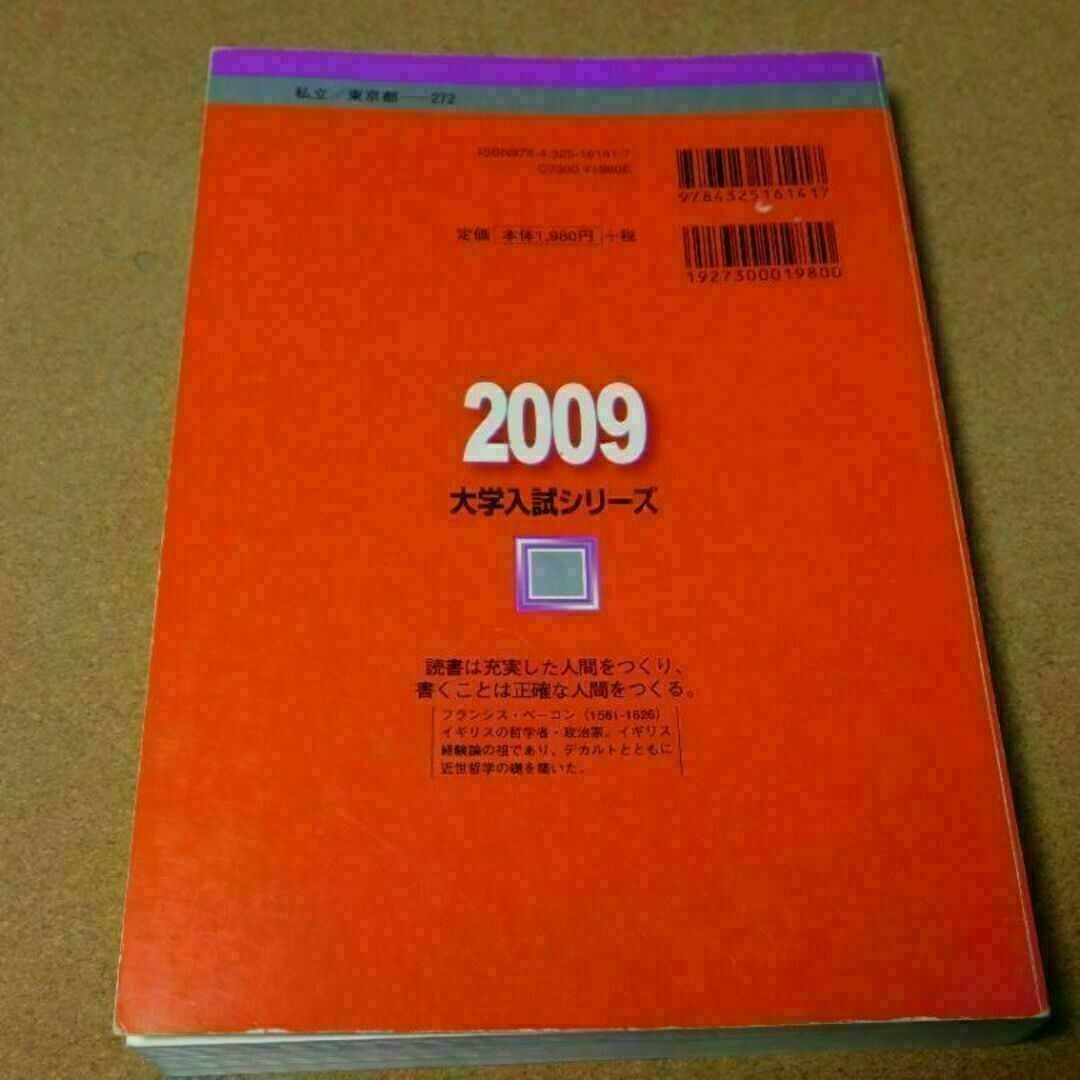 私立／東京都――272
ISBN978-4-325-16141-7
C7300 ¥1980E
9784325161417
定価 本体1,980円 +税
1927300019800
2009
大学入試シリーズ
読書は充実した人間をつくり、
書くことは正確な人間をつくる。
フランシス・ベーコン（1561-1626）
イギリスの哲学者・政治家。イギリス
経験論の祖であり、デカルトとともに
近世哲学の礎を築いた。